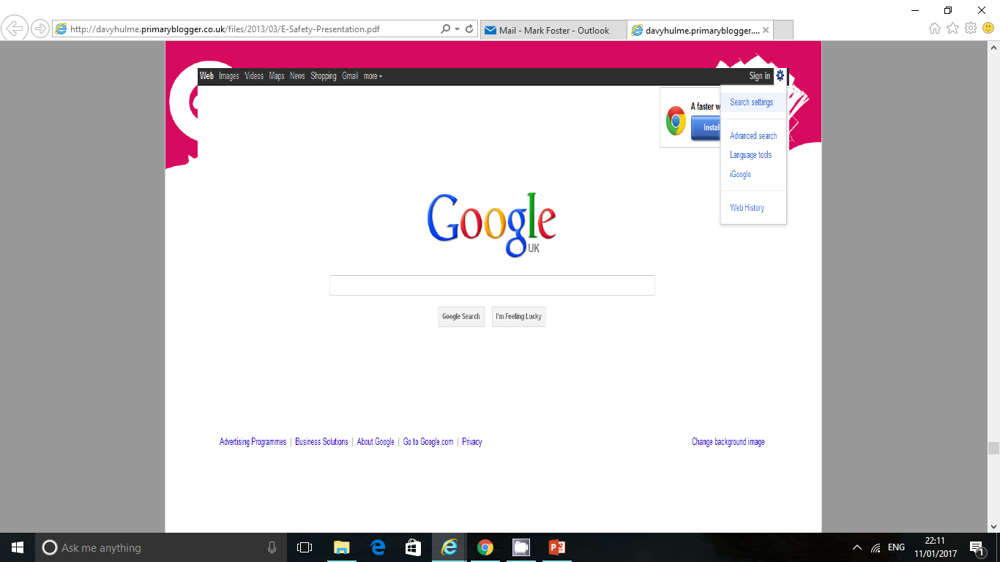 http://davyhulme.primaryblogger.co.uk/files/2013/03/E-Safety-Presentation.pdf
Mail - Mark Foster - Outlook
davyhulme.primaryblogger....
Web Images Videos Maps News Shopping Gmail more
Sign in
A faster w
Instal
Search settings
Advanced search
Language tools
iGoogle
Web History
Google
UK
Google Search I'm Feeling Lucky
Advertising Programmes | Business Solutions | About Google | Go to Google.com | Privacy
Change background image
Ask me anything
ENG
22:11
11/01/2017
1